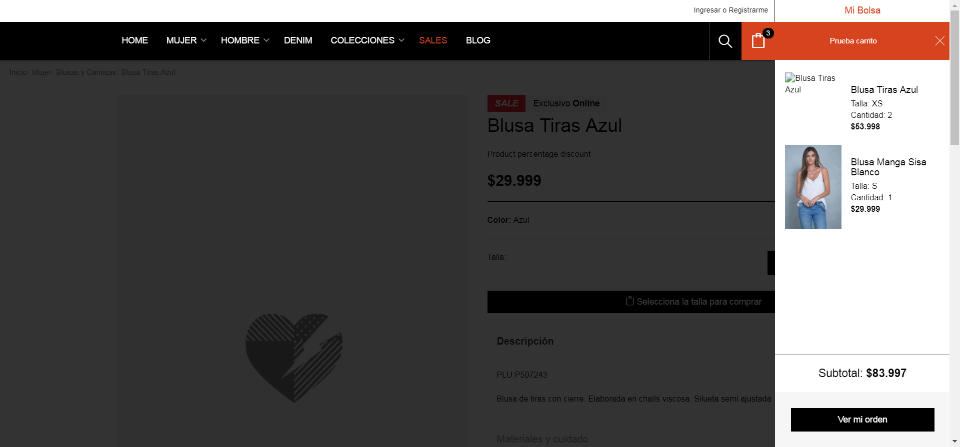 Ingresar o Registrarme
Mi Bolsa
HOME
MUJER
HOMBRE
DENIM
COLECCIONES
SALES
BLOG
3
Prueba carrito
Inicio Mujer Blusas y Camisas Blusa Tiras Azul
SALE
Exclusivo Online
Blusa Tiras Azul
Product percentage discount
$29.999
Color: Azul
Talla:
Selecciona la talla para comprar
Descripción
PLU:P507243
Blusa de tiras con cierre. Elaborada en challis viscosa. Silueta semi ajustada
Materiales y cuidado
Blusa Tiras
Azul
Blusa Tiras Azul
Talla: XS
Cantidad: 2
$53.998
Blusa Manga Sisa
Blanco
Talla: S
Cantidad: 1
$29.999
Subtotal: $83.997
Ver mi orden